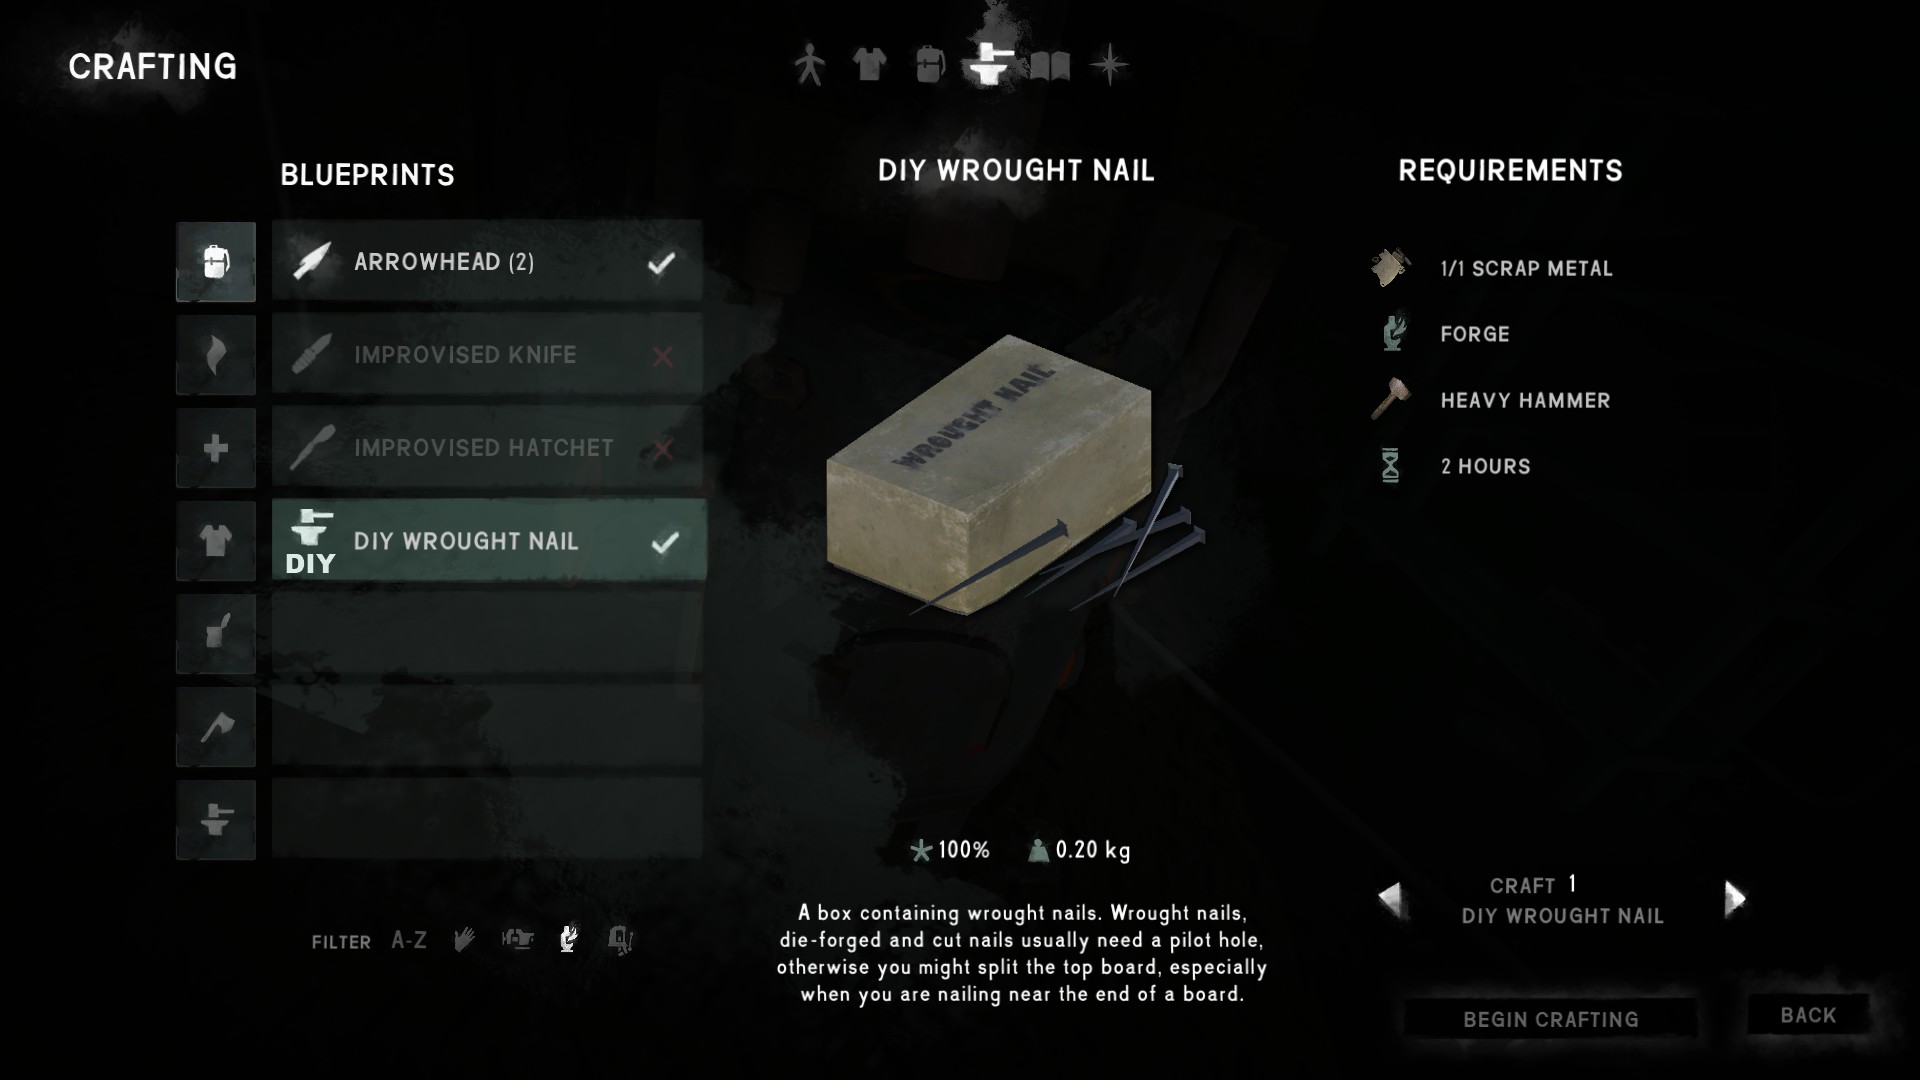 CRAFTING
BLUEPRINTS
ARROWHEAD (2)
IMPROVISED KNIFE
IMPROVISED HATCHET
DIY
DIY WROUGHT NAIL
FILTER A-Z
DIY WROUGHT NAIL
WROUGHT NAIL
100% 0.20 kg
A box containing wrought nails. Wrought nails,
die-forged and cut nails usually need a pilot hole,
otherwise you might split the top board, especially
when you are nailing near the end of a board.
REQUIREMENTS
1/1 SCRAP METAL
FORGE
HEAVY HAMMER
2 HOURS
CRAFT 1
DIY WROUGHT NAIL
BEGIN CRAFTING
BACK